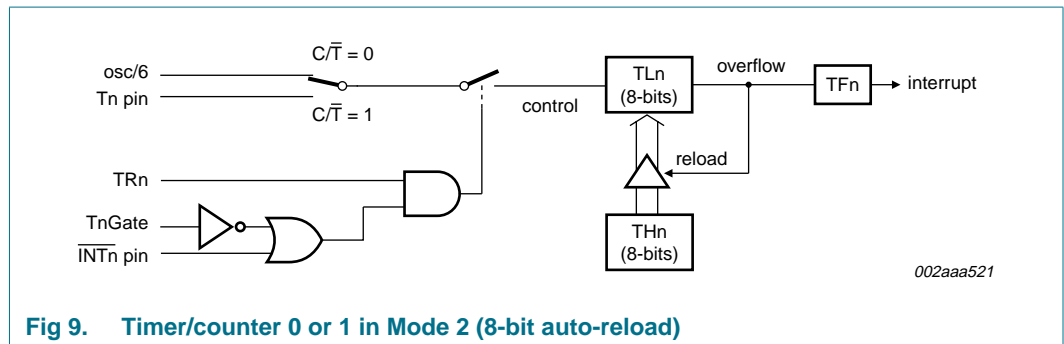 C/T̅ = 0
osc/6
Tn pin
C/T̅ = 1
TRn
TnGate
I̅N̅T̅n̅ pin
control
TLn
(8-bits)
overflow
TFn
interrupt
reload
THn
(8-bits)
002aaa521
Fig 9. Timer/counter 0 or 1 in Mode 2 (8-bit auto-reload)